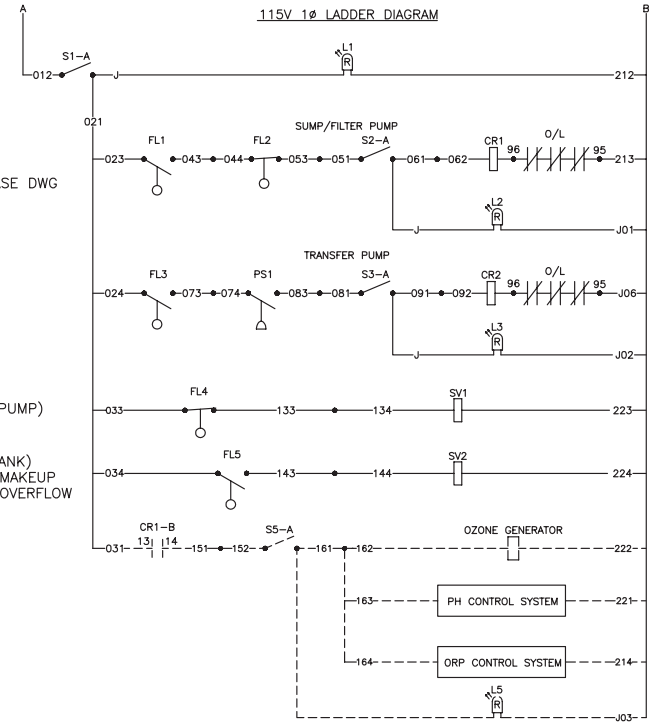 A
B
115V 1ø LADDER DIAGRAM
L1
S1-A
R
012
J
212
021
SUMP/FILTER PUMP
FL1 FL2 S2-A CR1 O/L
023 043 044 053 051 061 062 96 95 213
ASE DWG
L2
R
J J01
TRANSFER PUMP
FL3 PS1 S3-A CR2 O/L
024 073 074 083 081 091 092 96 95 J06
L3
R
J J02
FL4 SV1
PUMP)
033 133 134 223
ANK)
FL5 SV2
MAKEUP
034 143 144 224
OVERFLOW
CR1-B S5-A OZONE GENERATOR
13 14
031 151 152 161 162 222
163 PH CONTROL SYSTEM 221
164 ORP CONTROL SYSTEM 214
L5
R
J03